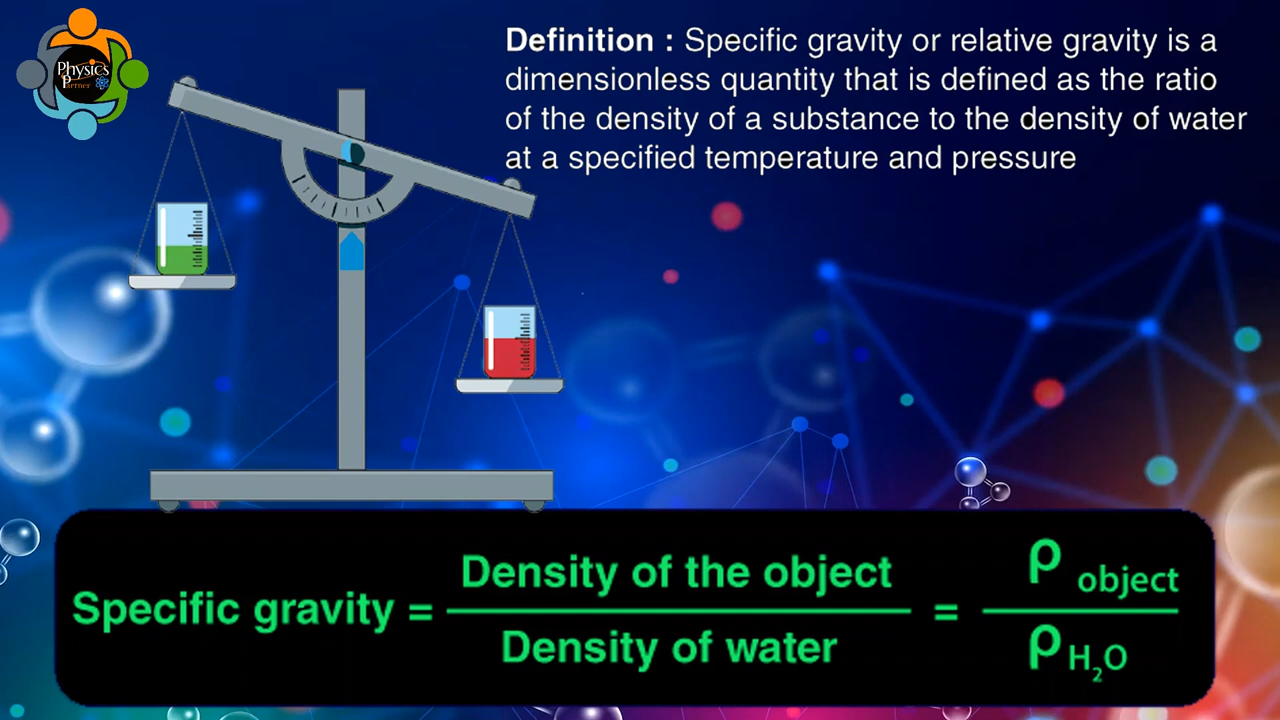 Physics
Partner
Definition : Specific gravity or relative gravity is a
dimensionless quantity that is defined as the ratio
of the density of a substance to the density of water
at a specified temperature and pressure
Specific gravity = Density of the object / Density of water = ρ object / ρ H₂O